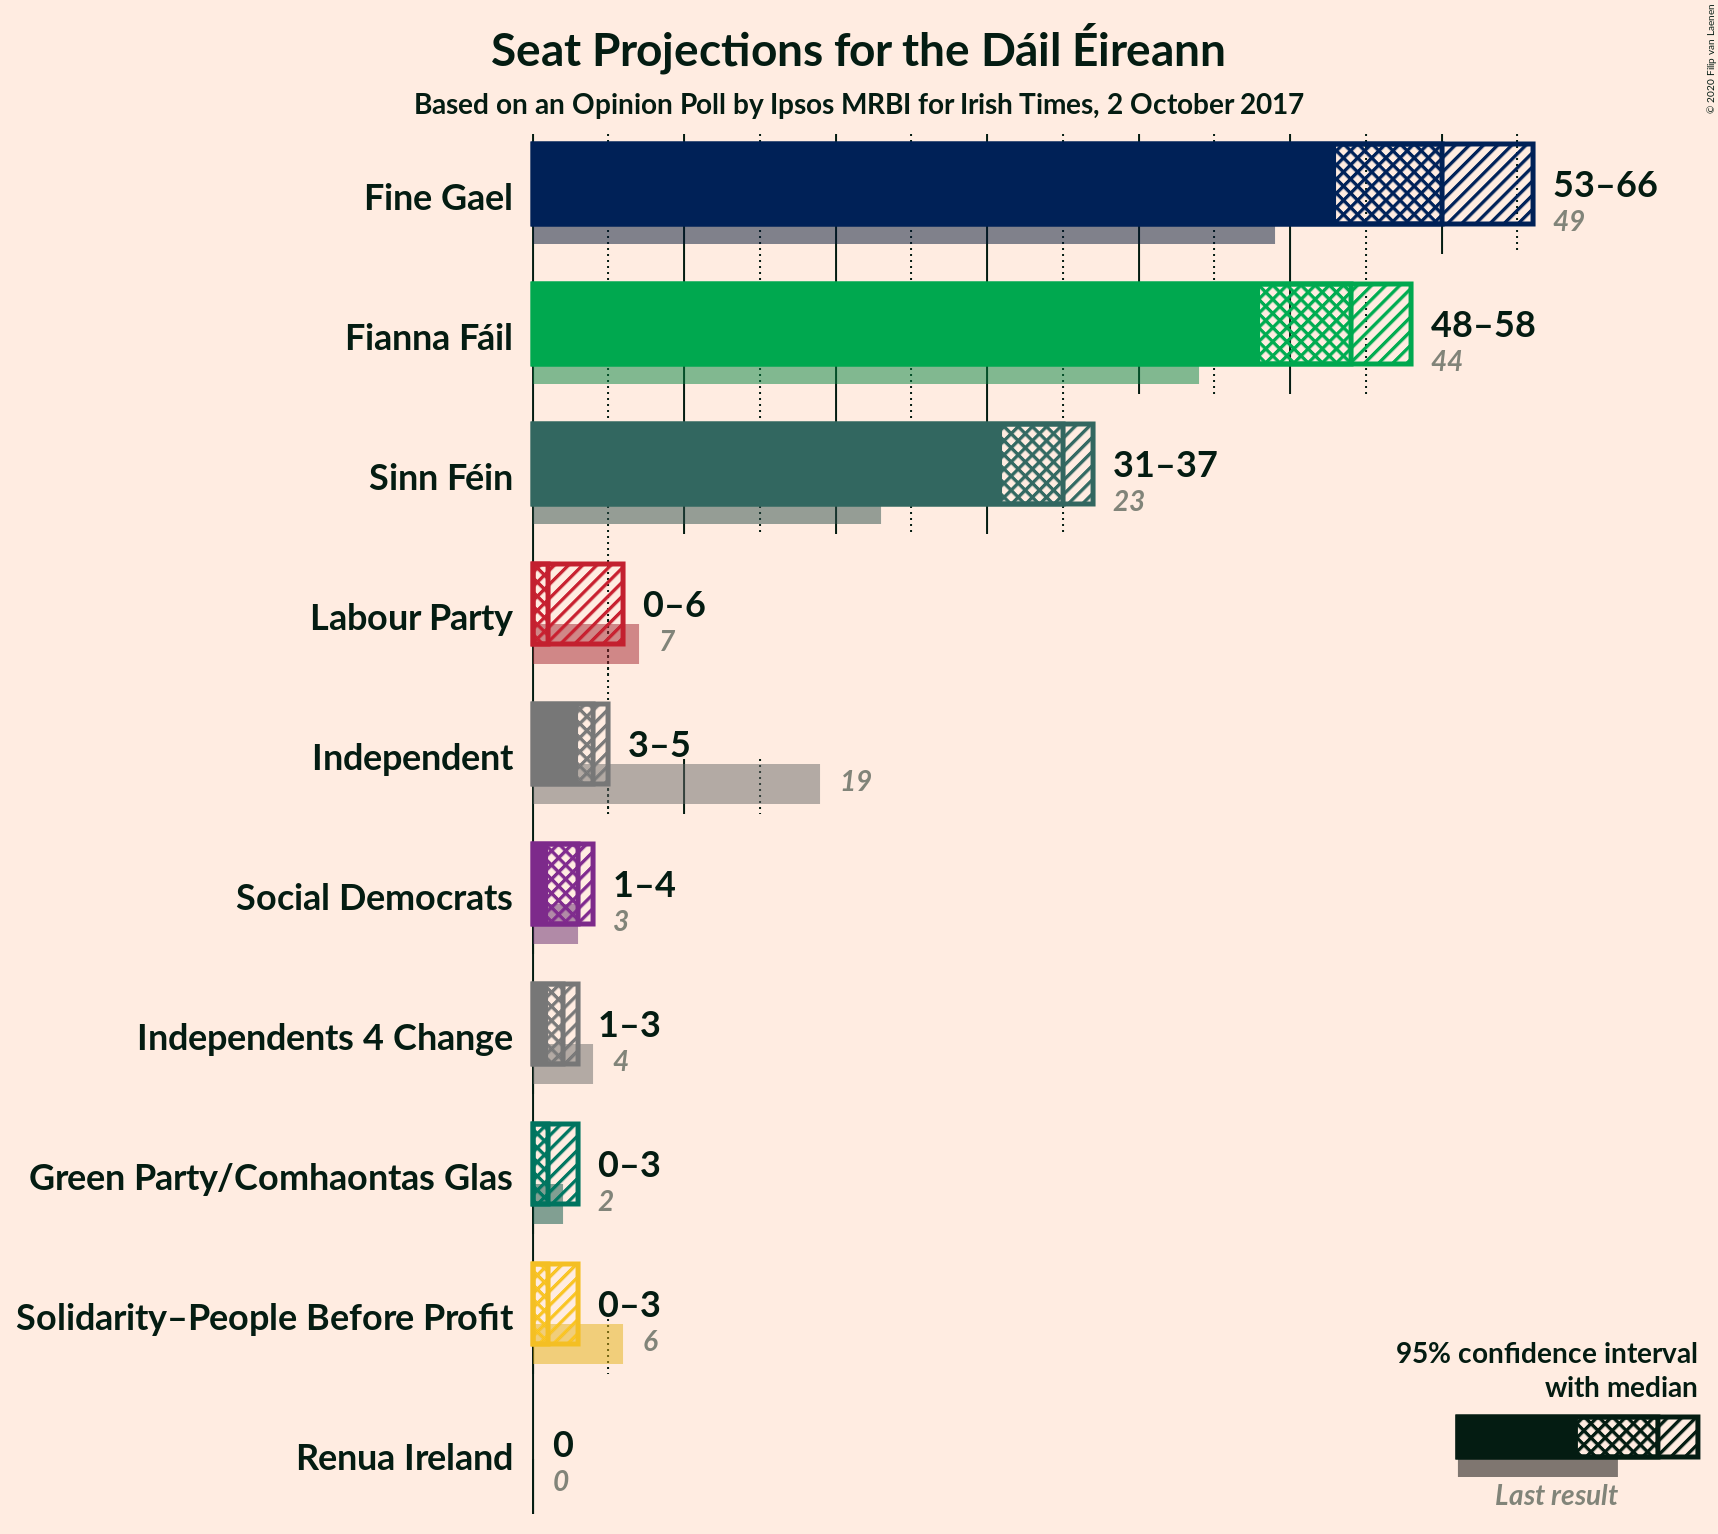 Seat Projections for the Dáil Éireann
Based on an Opinion Poll by Ipsos MRBI for Irish Times, 2 October 2017
© 2020 Filip van Laenen
Fine Gael
53–66
49
Fianna Fáil
48–58
44
Sinn Féin
31–37
23
Labour Party
0–6
7
Independent
3–5
19
Social Democrats
1–4
3
Independents 4 Change
1–3
4
Green Party/Comhaontas Glas
0–3
2
Solidarity–People Before Profit
0–3
6
Renua Ireland
0
0
95% confidence interval
with median
Last result